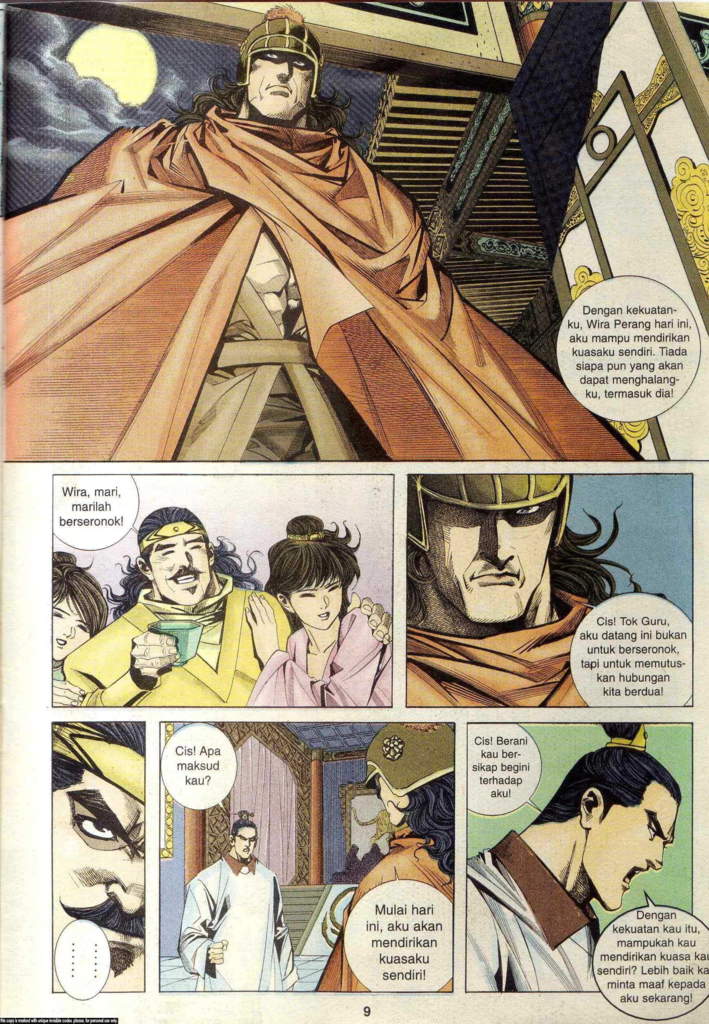 Dengan kekuatan-
ku, Wira Perang hari ini,
aku mampu mendirikan
kuasaku sendiri. Tiada
siapa pun yang akan
dapat menghalang-
ku, termasuk dia!
Wira, mari,
marilah
berseronok!
Cis! Tok Guru,
aku datang ini bukan
untuk berseronok,
tapi untuk memutus-
kan hubungan
kita berdua!
Cis! Apa
maksud
kau?
Mulai hari
ini, aku akan
mendirikan
kuasaku
sendiri!
Cis! Berani
kau ber-
sikap begini
terhadap
aku!
Dengan
kekuatan kau itu,
mampukah kau
mendirikan kuasa kau
sendiri? Lebih baik ka
minta maaf kepada
aku sekarang!
9